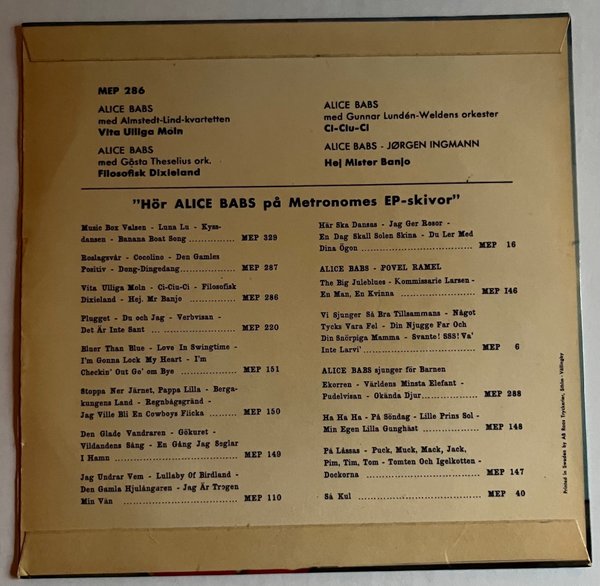 MEP 286
ALICE BABS
med Almstedt-Lind-kvartetten
Vita Ulliga Moln
ALICE BABS
med Gösta Theselius ork.
Filosofisk Dixieland
ALICE BABS
med Gunnar Lundén-Weldens orkester
Ci-Ciu-Ci
ALICE BABS - JØRGEN INGMANN
Hej Mister Banjo
"Hör ALICE BABS på Metronomes EP-skivor"
Music Box Valsen - Luna Lu - Kyss-
dansen - Banana Boat Song ............ MEP 329
Roslagsvår - Cocolino - Den Gamles
Positiv - Dong-Dingedang ............ MEP 287
Vita Ulliga Moln - Ci-Ciu-Ci - Filosofisk
Dixieland - Hej. Mr Banjo ............ MEP 286
Plugget - Du och Jag - Verbvisan -
Det Är Inte Sant ............ MEP 220
Bluer Than Blue - Love In Swingtime -
I'm Gonna Lock My Heart - I'm
Checkin' Out Go' om Bye ............ MEP 151
Stoppa Ner Järnet, Pappa Lilla - Berga-
kungens Land - Regnbågsgränd -
Jag Ville Bli En Cowboys Flicka ............ MEP 150
Den Glade Vandraren - Gökuret -
Vildandens Sång - En Gång Jag Seglar
I Hamn ............ MEP 149
Jag Undrar Vem - Lullaby Of Birdland -
Den Gamla Hjulångaren - Jag Är Trogen
Min Vän ............ MEP 110
Här Ska Dansas - Jag Ger Rosor -
En Dag Skall Solen Skina - Du Ler Med
Dina Ögon ............ MEP 16
ALICE BABS - POVEL RAMEL
The Big Juleblues - Kommissarie Larsen -
En Man, En Kvinna ............ MEP 146
Vi Sjunger Så Bra Tillsammans - Något
Tycks Vara Fel - Din Njugge Far Och
Din Snörpiga Mamma - Svante! SSS! Va'
Inte Larvi' ............ MEP 6
ALICE BABS sjunger för Barnen
Ekorren - Världens Minsta Elefant -
Pudelvisan - Okända Djur ............ MEP 288
Ha Ha Ha - På Söndag - Lille Prins Sol -
Min Egen Lilla Gunghäst ............ MEP 148
På Låssas - Puck, Muck, Mack, Jack,
Pim, Tim, Tom - Tomten Och Igelkotten -
Dockorna ............ MEP 147
Så Kul ............ MEP 40
Printed in Sweden by AB Roos Tryckerier, Sthlm - Vällingby